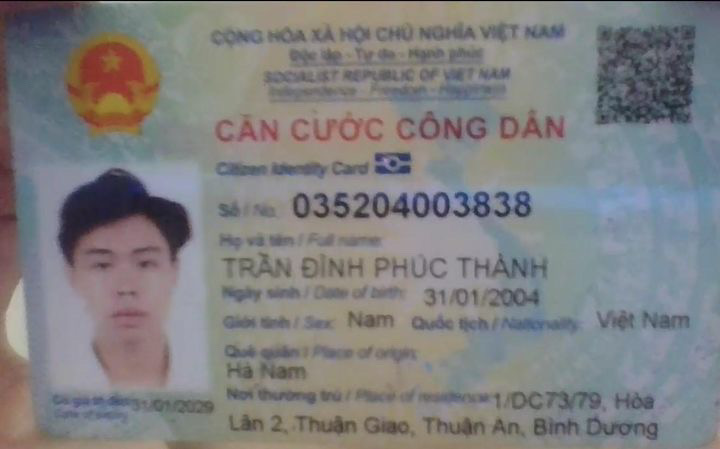 CỘNG HÒA XÃ HỘI CHỦ NGHĨA VIỆT NAM
Độc lập - Tự do - Hạnh phúc
SOCIALIST REPUBLIC OF VIET NAM
Independence - Freedom - Happiness
CĂN CƯỚC CÔNG DÂN
Citizen Identity Card
Số / No.: 035204003838
Họ và tên / Full name:
TRẦN ĐÌNH PHÚC THÀNH
Ngày sinh / Date of birth: 31/01/2004
Giới tính / Sex: Nam Quốc tịch / Nationality: Việt Nam
Quê quán / Place of origin:
Hà Nam
Nơi thường trú / Place of residence: 1/DC73/79, Hòa
Lân 2, Thuận Giao, Thuận An, Bình Dương
Có giá trị đến: 31/01/2029
Date of expiry